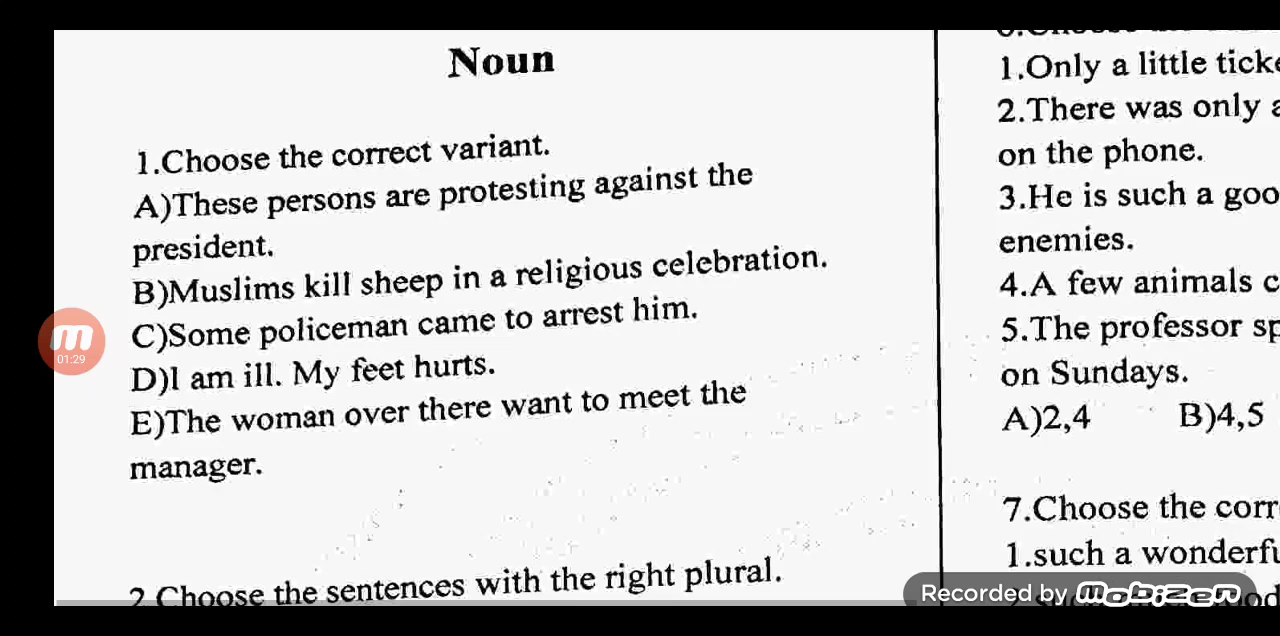 Noun
1.Choose the correct variant.
A)These persons are protesting against the
president.
B)Muslims kill sheep in a religious celebration.
C)Some policeman came to arrest him.
D)I am ill. My feet hurts.
E)The woman over there want to meet the
manager.
2 Choose the sentences with the right plural.
1.Only a little
2.There was only
on the phone.
3.He is such a
enemies.
4.A few animals
5.The professor
on Sundays.
A)2,4 B)4,5
7.Choose the
1.such a
01:29
Recorded by mobizen